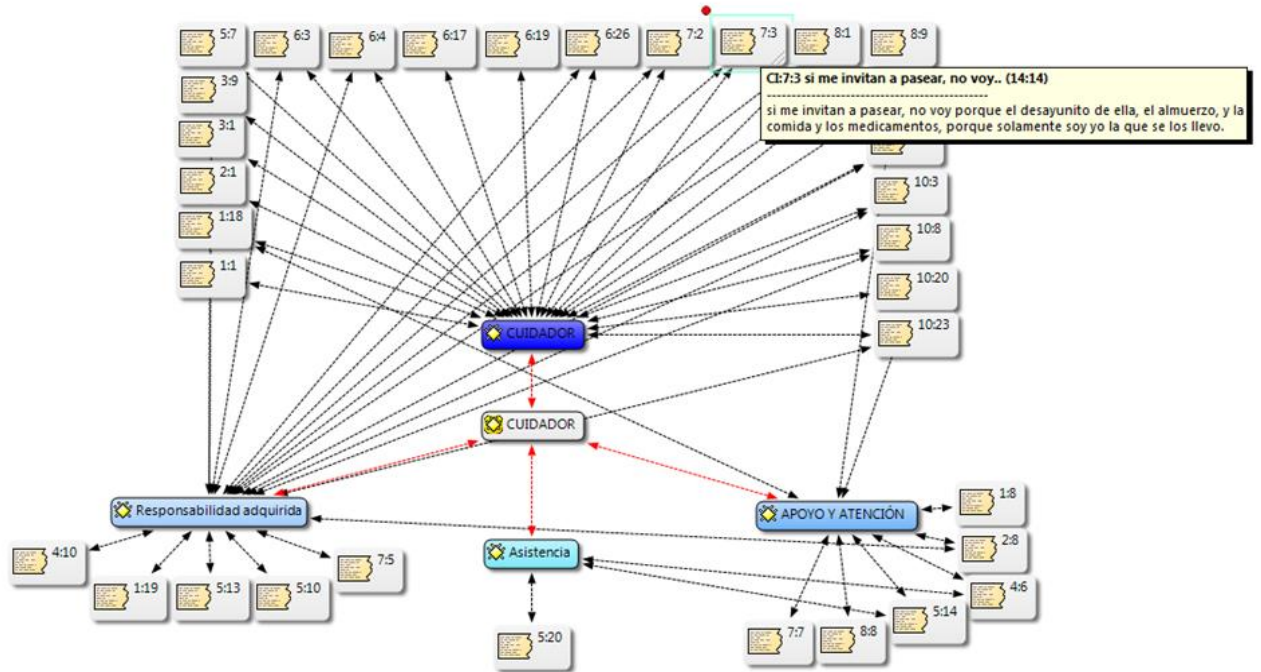 5:7 6:3 6:4 6:17 6:19 6:26 7:2 7:3 8:1 8:9
3:9
CI:7:3 si me invitan a pasear, no voy.. (14:14)
--------------------------------------
si me invitan a pasear, no voy porque el desayunito de ella, el almuerzo, y la
comida y los medicamentos, porque solamente soy yo la que se los llevo.
3:1
2:1
10:3
1:18
10:8
1:1
10:20
10:23
CUIDADOR
CUIDADOR
Responsabilidad adquirida
APOYO Y ATENCIÓN
Asistencia
1:8
2:8
4:10
7:5
4:6
1:19 5:13 5:10
5:14
5:20
7:7 8:8